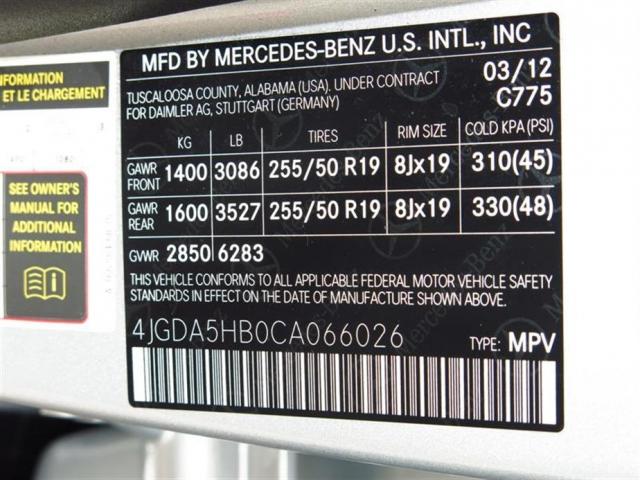 INFORMATION
ET LE CHARGEMENT
SEE OWNER'S
MANUAL FOR
ADDITIONAL
INFORMATION
MFD BY MERCEDES-BENZ U.S. INTL., INC
TUSCALOOSA COUNTY, ALABAMA (USA). UNDER CONTRACT 03/12
FOR DAIMLER AG, STUTTGART (GERMANY) C775
KG LB TIRES RIM SIZE COLD KPA (PSI)
GAWR
FRONT 1400 3086 255/50 R19 8Jx19 310(45)
GAWR
REAR 1600 3527 255/50 R19 8Jx19 330(48)
GVWR 2850 6283
THIS VEHICLE CONFORMS TO ALL APPLICABLE FEDERAL MOTOR VEHICLE SAFETY
STANDARDS IN EFFECT ON THE DATE OF MANUFACTURE SHOWN ABOVE.
4JGDA5HB0CA066026
TYPE: MPV